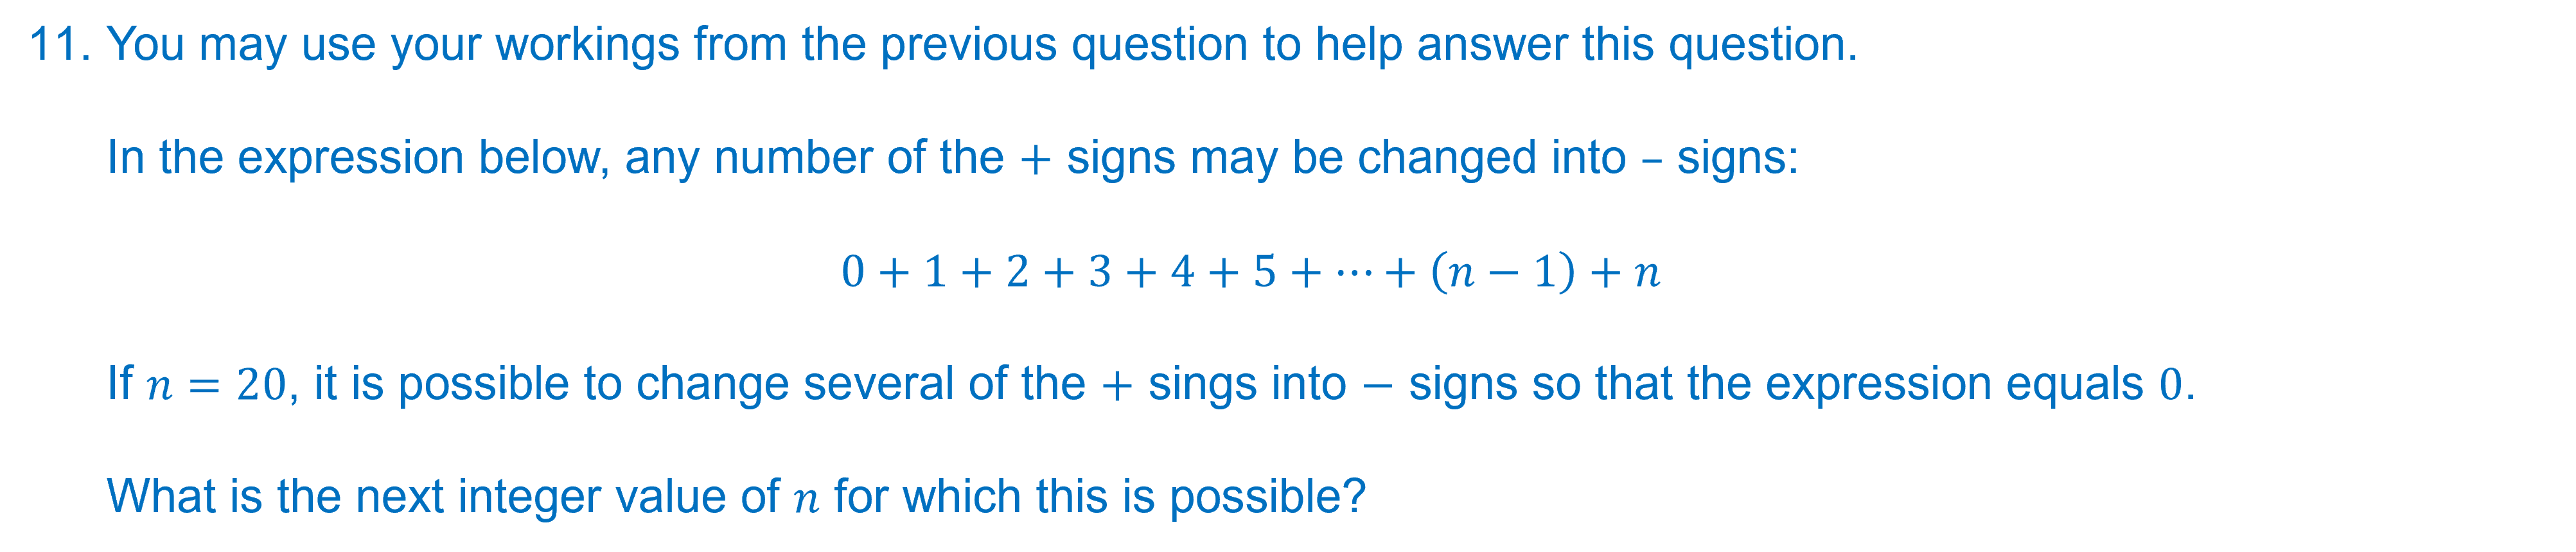 11. You may use your workings from the previous question to help answer this question.
In the expression below, any number of the + signs may be changed into – signs:
0 + 1 + 2 + 3 + 4 + 5 + ⋯ + (n − 1) + n
If n = 20, it is possible to change several of the + sings into − signs so that the expression equals 0.
What is the next integer value of n for which this is possible?